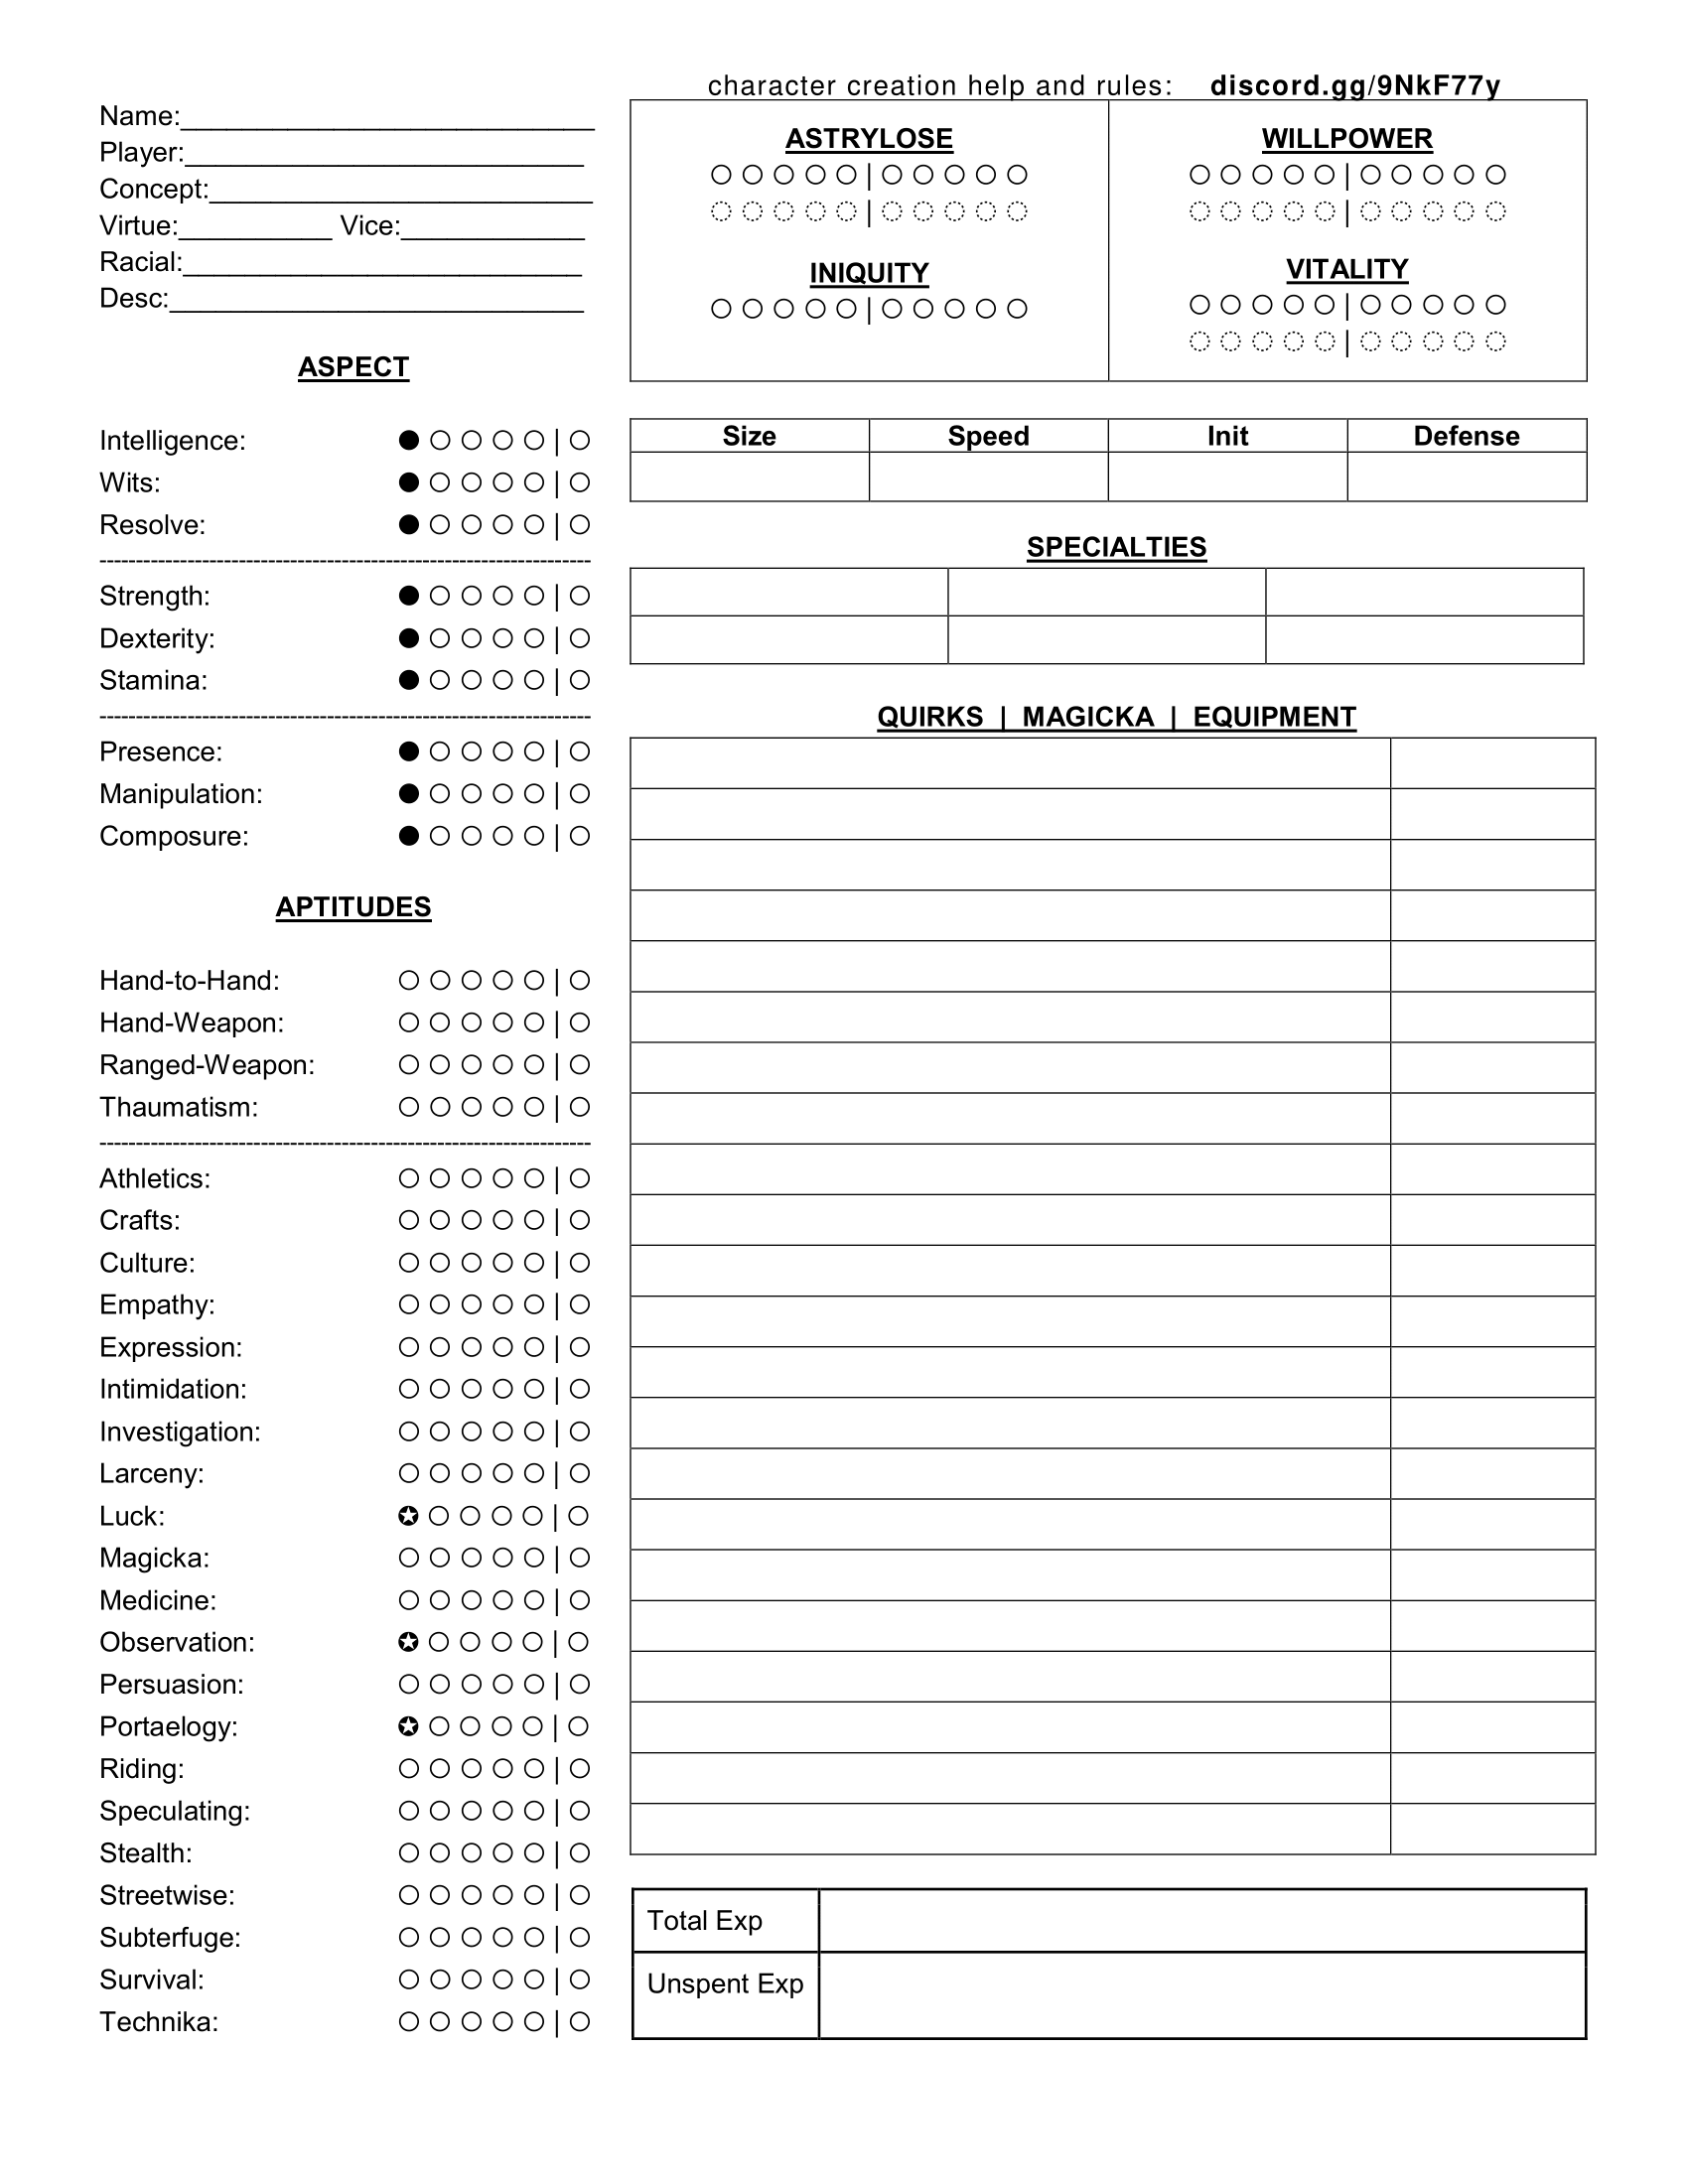 character creation help and rules: discord.gg/9NkF77y
Name:___________________________
Player:__________________________
Concept:_________________________
Virtue:__________ Vice:____________
Racial:__________________________
Desc:___________________________
ASTRYLOSE
○ ○ ○ ○ ○ | ○ ○ ○ ○ ○
◌ ◌ ◌ ◌ ◌ | ◌ ◌ ◌ ◌ ◌
INIQUITY
○ ○ ○ ○ ○ | ○ ○ ○ ○ ○
WILLPOWER
○ ○ ○ ○ ○ | ○ ○ ○ ○ ○
◌ ◌ ◌ ◌ ◌ | ◌ ◌ ◌ ◌ ◌
VITALITY
○ ○ ○ ○ ○ | ○ ○ ○ ○ ○
◌ ◌ ◌ ◌ ◌ | ◌ ◌ ◌ ◌ ◌
ASPECT
Intelligence: ● ○ ○ ○ ○ | ○
Wits: ● ○ ○ ○ ○ | ○
Resolve: ● ○ ○ ○ ○ | ○
Strength: ● ○ ○ ○ ○ | ○
Dexterity: ● ○ ○ ○ ○ | ○
Stamina: ● ○ ○ ○ ○ | ○
Presence: ● ○ ○ ○ ○ | ○
Manipulation: ● ○ ○ ○ ○ | ○
Composure: ● ○ ○ ○ ○ | ○
APTITUDES
Hand-to-Hand: ○ ○ ○ ○ ○ | ○
Hand-Weapon: ○ ○ ○ ○ ○ | ○
Ranged-Weapon: ○ ○ ○ ○ ○ | ○
Thaumatism: ○ ○ ○ ○ ○ | ○
Athletics: ○ ○ ○ ○ ○ | ○
Crafts: ○ ○ ○ ○ ○ | ○
Culture: ○ ○ ○ ○ ○ | ○
Empathy: ○ ○ ○ ○ ○ | ○
Expression: ○ ○ ○ ○ ○ | ○
Intimidation: ○ ○ ○ ○ ○ | ○
Investigation: ○ ○ ○ ○ ○ | ○
Larceny: ○ ○ ○ ○ ○ | ○
Luck: ✪ ○ ○ ○ ○ | ○
Magicka: ○ ○ ○ ○ ○ | ○
Medicine: ○ ○ ○ ○ ○ | ○
Observation: ✪ ○ ○ ○ ○ | ○
Persuasion: ○ ○ ○ ○ ○ | ○
Portaelogy: ✪ ○ ○ ○ ○ | ○
Riding: ○ ○ ○ ○ ○ | ○
Speculating: ○ ○ ○ ○ ○ | ○
Stealth: ○ ○ ○ ○ ○ | ○
Streetwise: ○ ○ ○ ○ ○ | ○
Subterfuge: ○ ○ ○ ○ ○ | ○
Survival: ○ ○ ○ ○ ○ | ○
Technika: ○ ○ ○ ○ ○ | ○
Size Speed Init Defense
SPECIALTIES
QUIRKS | MAGICKA | EQUIPMENT
Total Exp
Unspent Exp